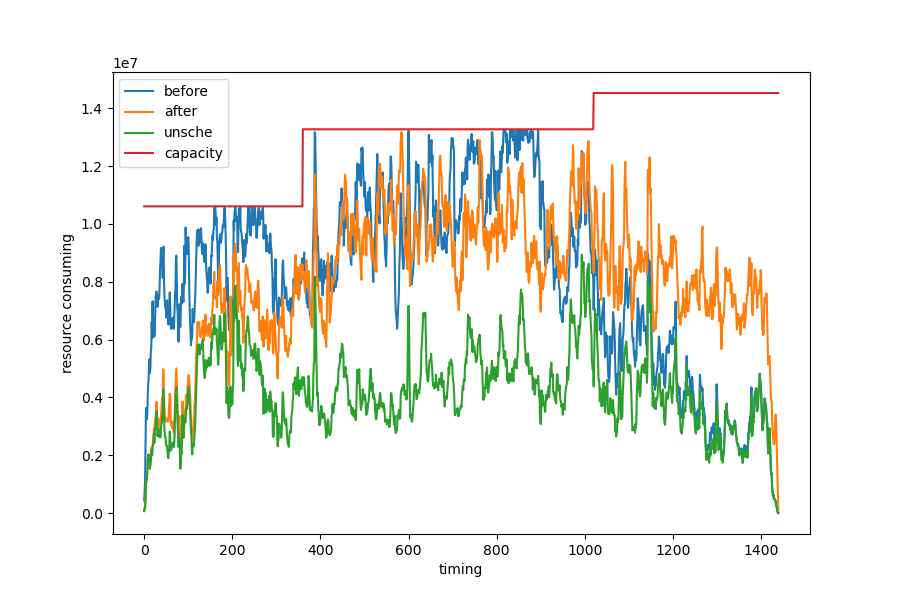 1e7
before
after
unsche
capacity
1.4
1.2
1.0
0.8
0.6
0.4
0.2
0.0
resource consuming
0 200 400 600 800 1000 1200 1400
timing